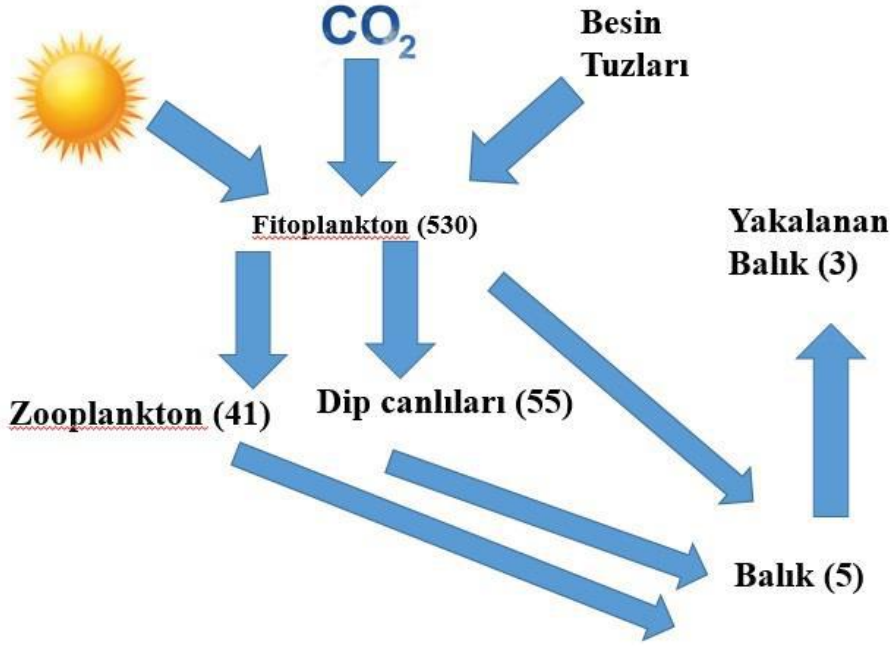 CO₂
Besin
Tuzları
Fitoplankton (530)
Yakalanan
Balık (3)
Zooplankton (41)
Dip canlıları (55)
Balık (5)